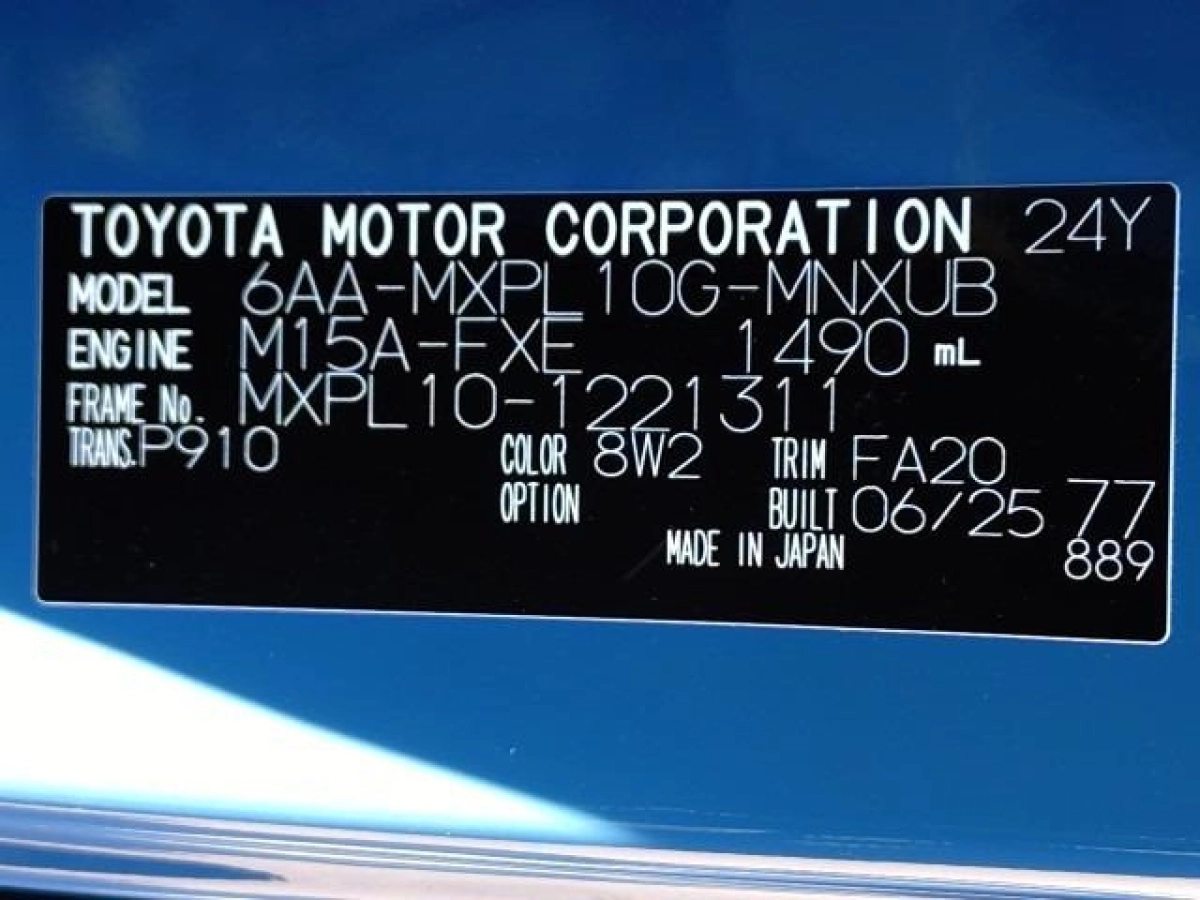 TOYOTA MOTOR CORPORATION 24Y
MODEL 6AA-MXPL10G-MNXUB
ENGINE M15A-FXE 1490 mL
FRAME No. MXPL10-1221311
TRANS. P910 COLOR 8W2 TRIM FA20
OPTION BUILT 06/25 77
MADE IN JAPAN 889